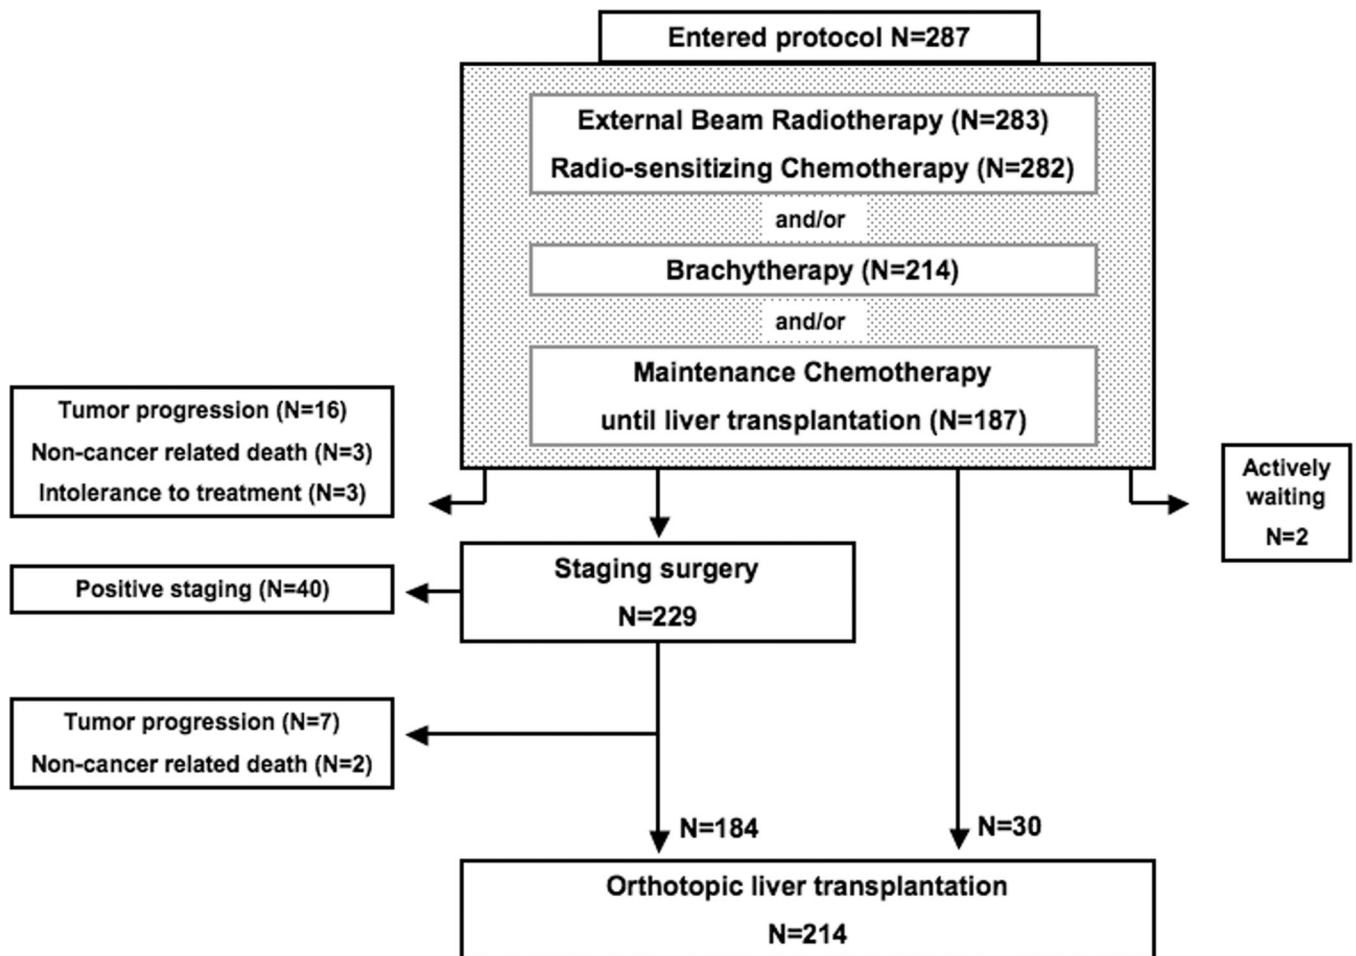 Entered protocol N=287
External Beam Radiotherapy (N=283)
Radio-sensitizing Chemotherapy (N=282)
and/or
Brachytherapy (N=214)
and/or
Maintenance Chemotherapy
until liver transplantation (N=187)
Tumor progression (N=16)
Non-cancer related death (N=3)
Intolerance to treatment (N=3)
Actively
waiting
N=2
Staging surgery
N=229
Positive staging (N=40)
Tumor progression (N=7)
Non-cancer related death (N=2)
N=184
N=30
Orthotopic liver transplantation
N=214